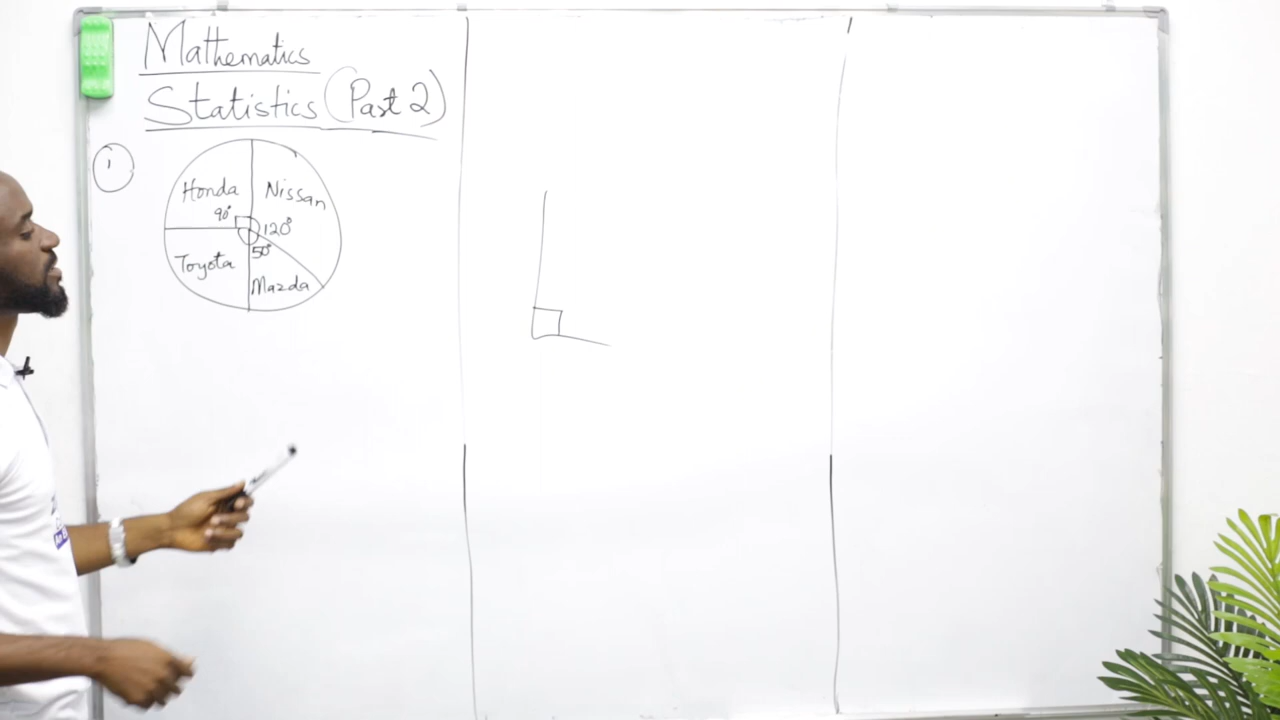 Mathematics
Statistics (Part 2)
1
Honda Nissan
90° 120°
50°
Toyota
Mazda